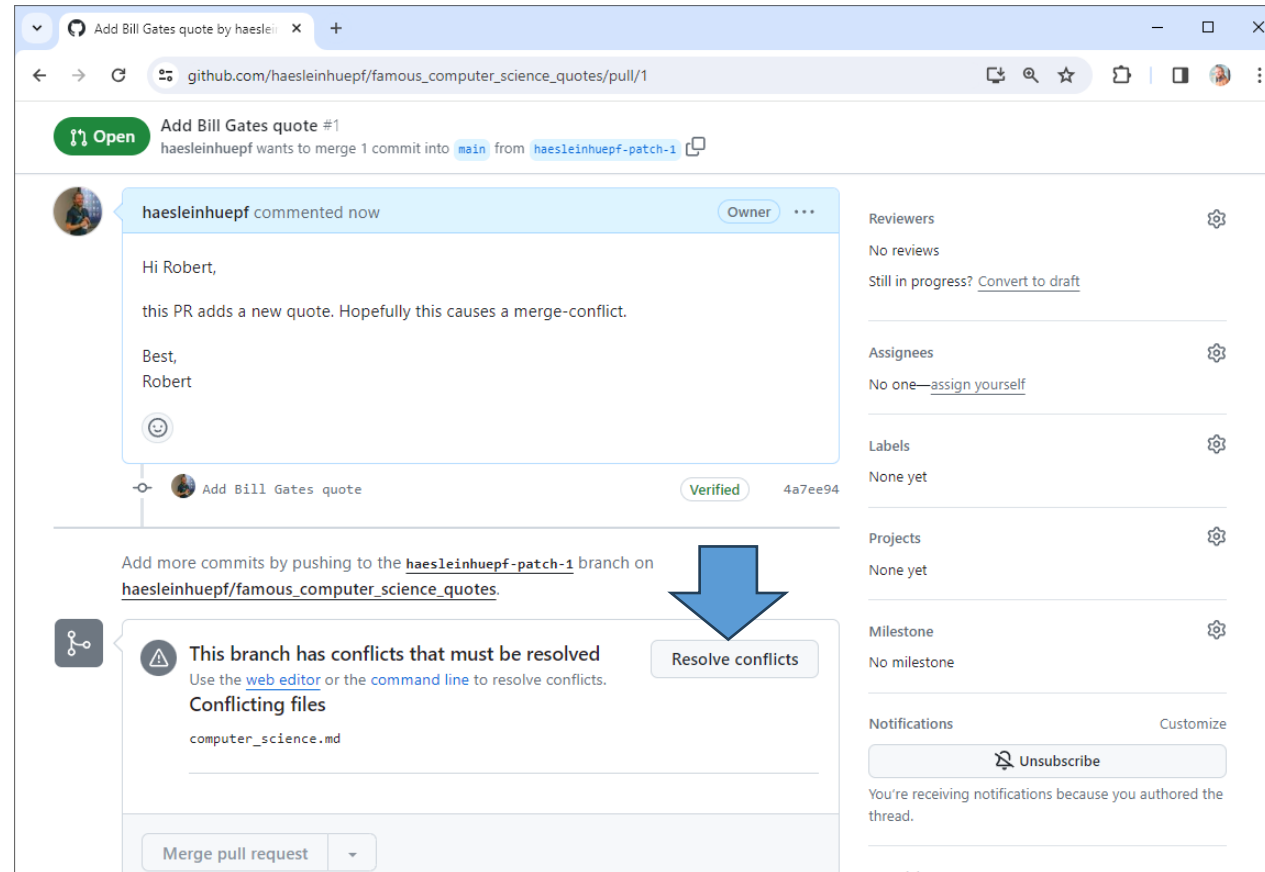 Add Bill Gates quote by haeslei
github.com/haesleinhuepf/famous_computer_science_quotes/pull/1
Open
Add Bill Gates quote #1
haesleinhuepf wants to merge 1 commit into main from haesleinhuepf-patch-1
haesleinhuepf commented now
Owner
Hi Robert,
this PR adds a new quote. Hopefully this causes a merge-conflict.
Best,
Robert
Add Bill Gates quote
Verified
4a7ee94
Add more commits by pushing to the haesleinhuepf-patch-1 branch on
haesleinhuepf/famous_computer_science_quotes.
This branch has conflicts that must be resolved
Use the web editor or the command line to resolve conflicts.
Resolve conflicts
Conflicting files
computer_science.md
Merge pull request
Reviewers
No reviews
Still in progress? Convert to draft
Assignees
No one—assign yourself
Labels
None yet
Projects
None yet
Milestone
No milestone
Notifications
Customize
Unsubscribe
You're receiving notifications because you authored the
thread.